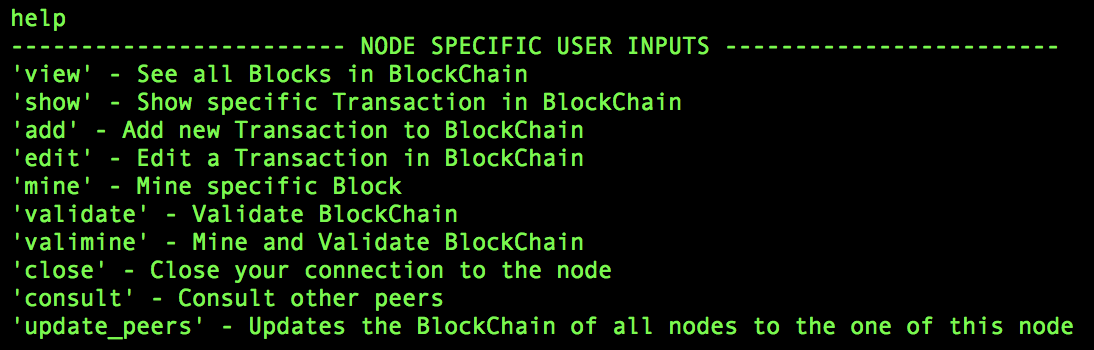 help
------------------------ NODE SPECIFIC USER INPUTS ------------------------
'view' - See all Blocks in BlockChain
'show' - Show specific Transaction in BlockChain
'add' - Add new Transaction to BlockChain
'edit' - Edit a Transaction in BlockChain
'mine' - Mine specific Block
'validate' - Validate BlockChain
'valimine' - Mine and Validate BlockChain
'close' - Close your connection to the node
'consult' - Consult other peers
'update_peers' - Updates the BlockChain of all nodes to the one of this node